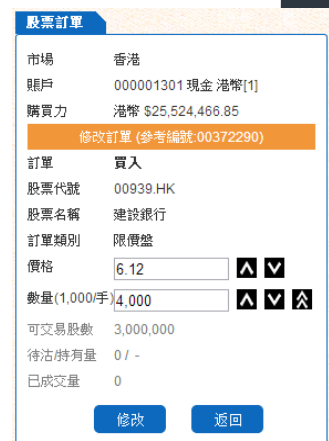 股票訂單
市場 香港
賬戶 000001301 現金 港幣[1]
購買力 港幣 $25,524,466.85
修改訂單 (參考編號:00372290)
訂單 買入
股票代號 00939.HK
股票名稱 建設銀行
訂單類別 限價盤
價格 6.12
數量(1,000/手) 4,000
可交易股數 3,000,000
待沽/持有量 0 / -
已成交量 0
修改 返回